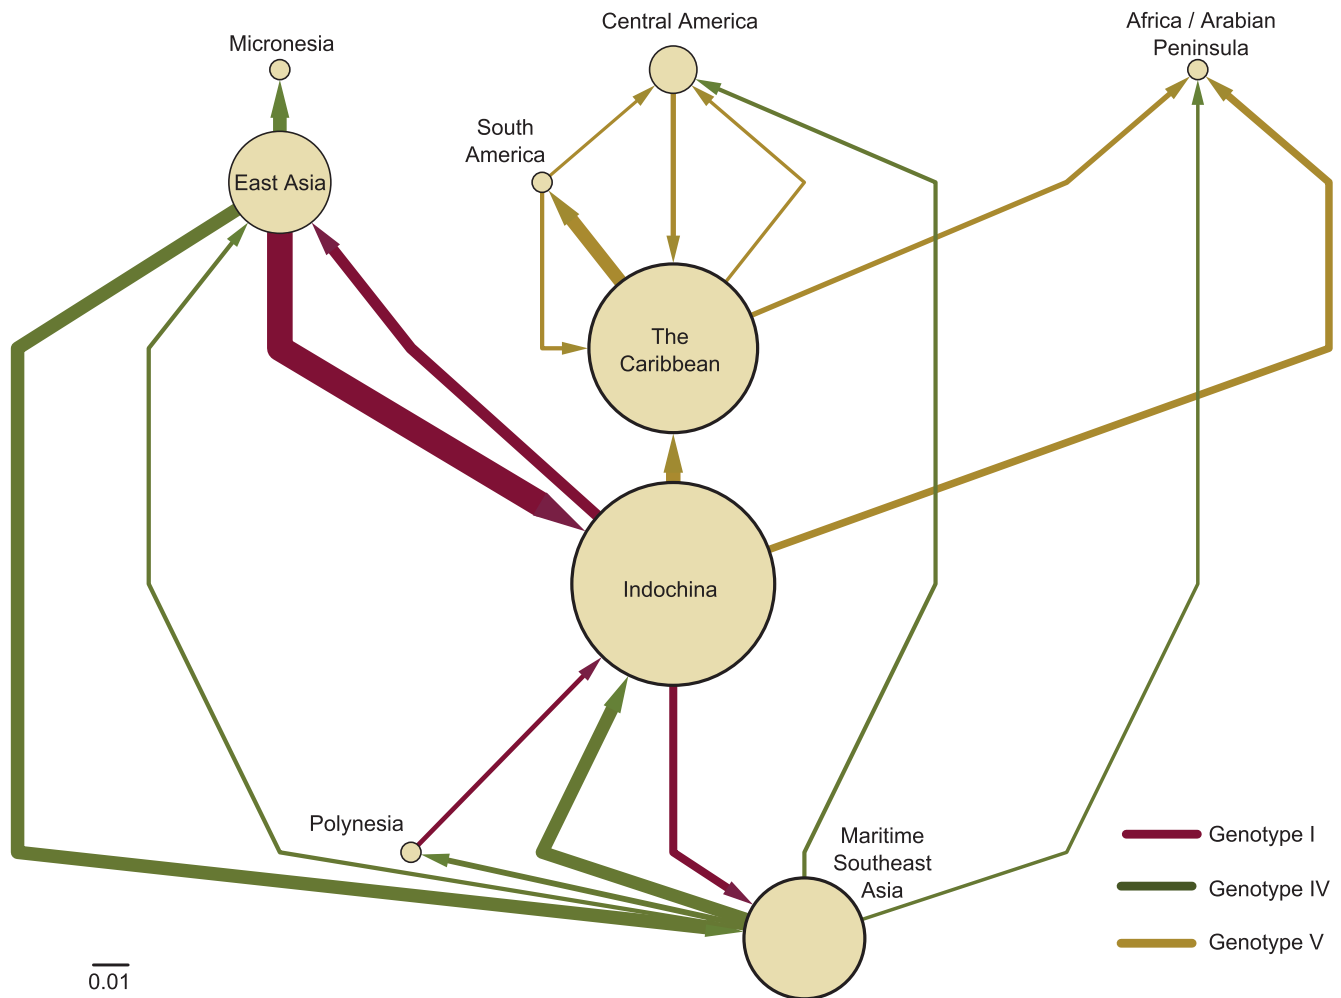 Central America
Africa / Arabian
Peninsula
Micronesia
South
America
East Asia
The
Caribbean
Indochina
Polynesia
Maritime
Southeast
Asia
Genotype I
Genotype IV
Genotype V
0.01